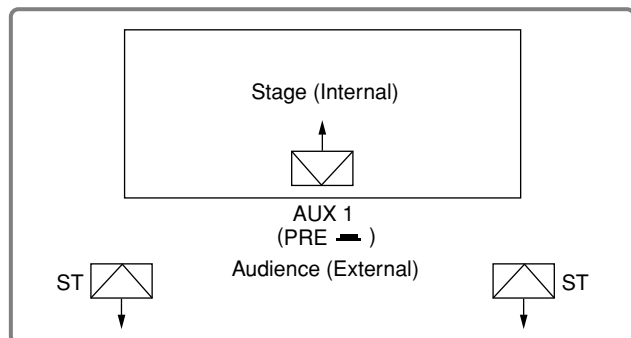 Stage (Internal)
AUX 1
(PRE )
Audience (External)
ST
ST